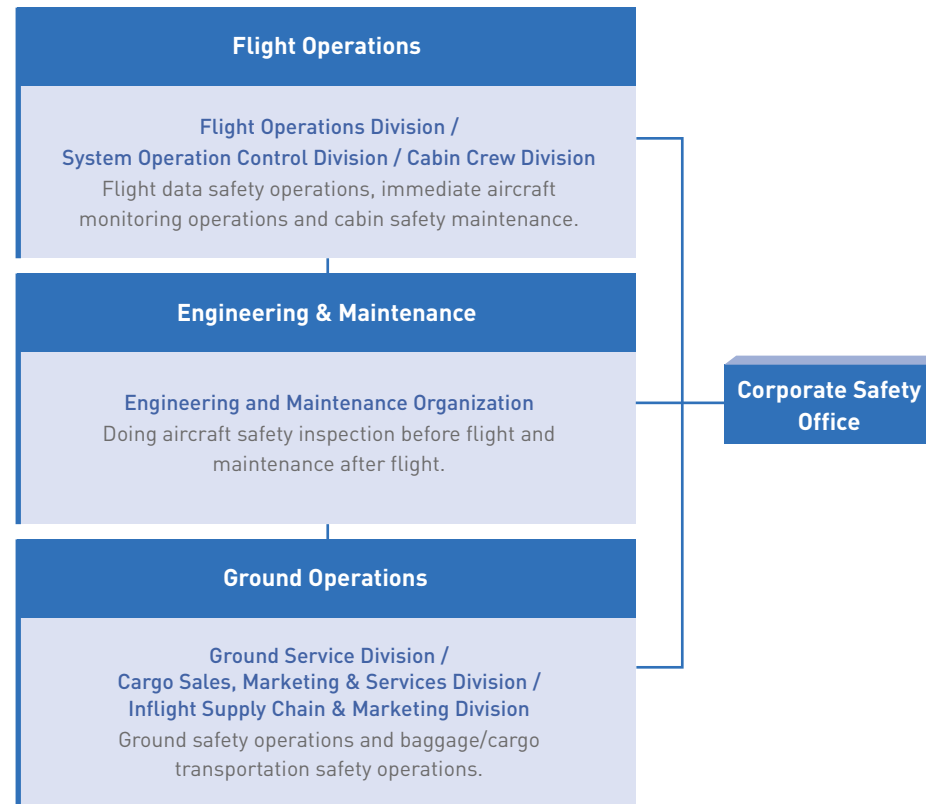 Flight Operations
Flight Operations Division /
System Operation Control Division / Cabin Crew Division
Flight data safety operations, immediate aircraft
monitoring operations and cabin safety maintenance.
Engineering & Maintenance
Engineering and Maintenance Organization
Doing aircraft safety inspection before flight and
maintenance after flight.
Corporate Safety
Office
Ground Operations
Ground Service Division /
Cargo Sales, Marketing & Services Division /
Inflight Supply Chain & Marketing Division
Ground safety operations and baggage/cargo
transportation safety operations.